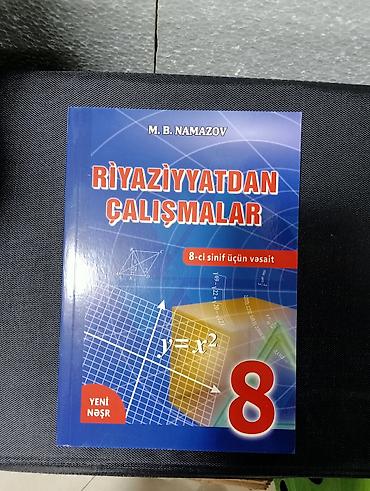 M. B. NAMAZOV
RİYAZİYYATDAN
ÇALIŞMALAR
8-ci sinif üçün vəsait
y=x²
YENİ
NƏŞR
8